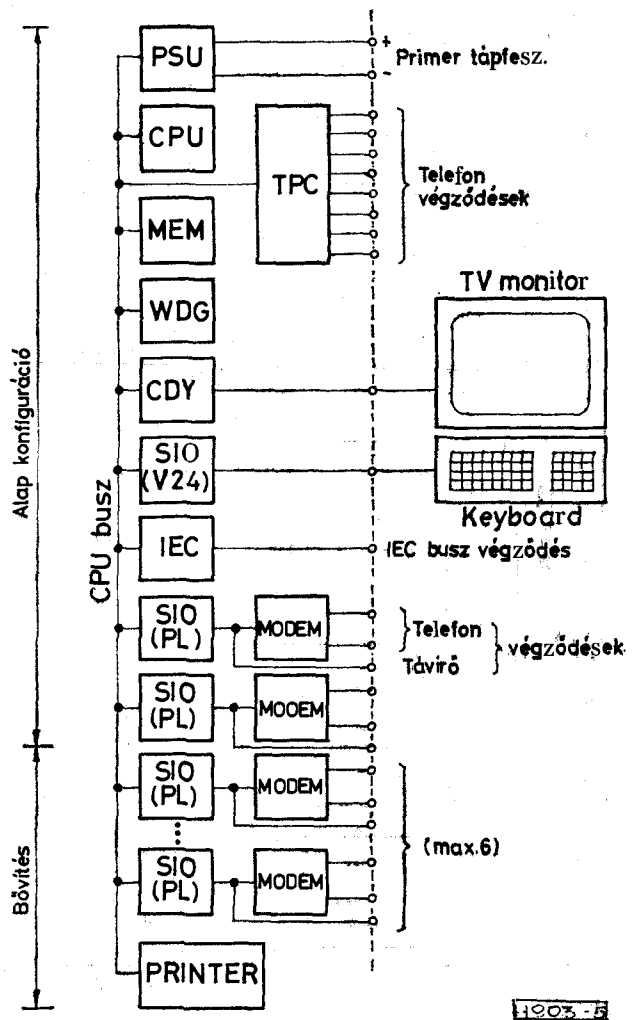 PSU
+
Primer tápfesz.
-
CPU
TPC
Telefon
végződések
MEM
WDG
TV monitor
CDY
SIO
(V24)
Keyboard
IEC
IEC busz végződés
SIO
(PL)
MODEM
Telefon
Távíró
végződések
SIO
(PL)
MODEM
SIO
(PL)
MODEM
(max.6)
SIO
(PL)
MODEM
PRINTER
Alap konfiguráció
Bővítés
CPU busz
H903-5